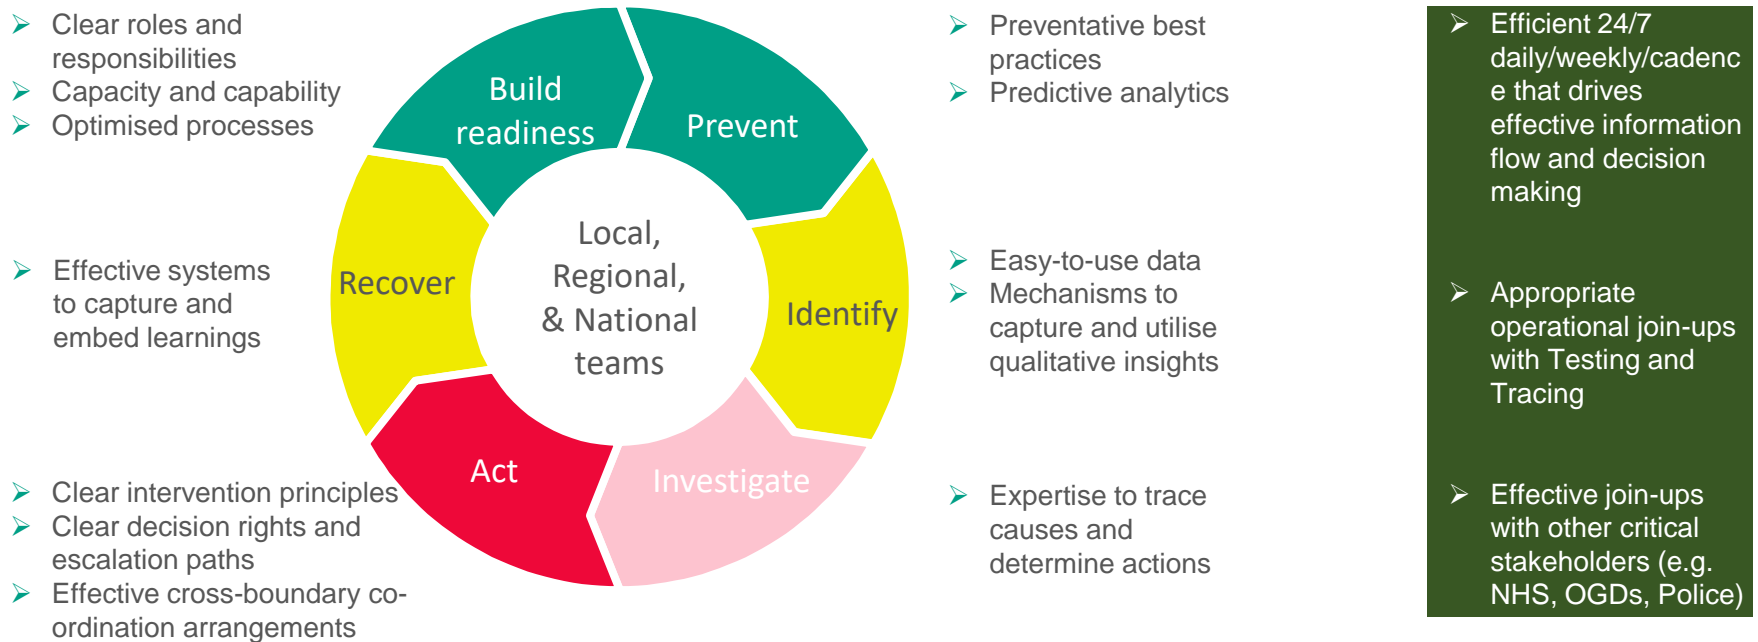 Clear roles and
responsibilities
Capacity and capability
Optimised processes
Effective systems
to capture and
embed learnings
Clear intervention principles
Clear decision rights and
escalation paths
Effective cross-boundary co-
ordination arrangements
Build
readiness
Prevent
Identify
Investigate
Act
Recover
Local,
Regional,
& National
teams
Preventative best
practices
Predictive analytics
Easy-to-use data
Mechanisms to
capture and utilise
qualitative insights
Expertise to trace
causes and
determine actions
Efficient 24/7
daily/weekly/cadenc
e that drives
effective information
flow and decision
making
Appropriate
operational join-ups
with Testing and
Tracing
Effective join-ups
with other critical
stakeholders (e.g.
NHS, OGDs, Police)